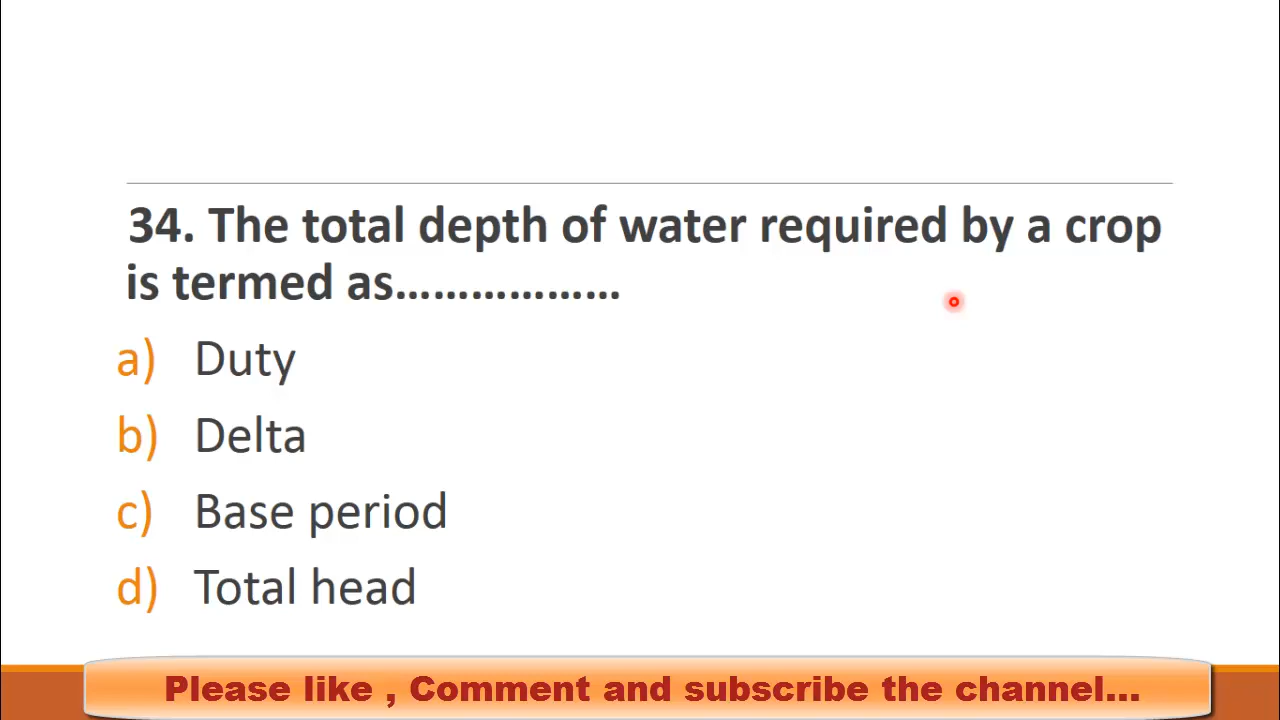 34. The total depth of water required by a crop
is termed as………………
a) Duty
b) Delta
c) Base period
d) Total head
Please like , Comment and subscribe the channel...